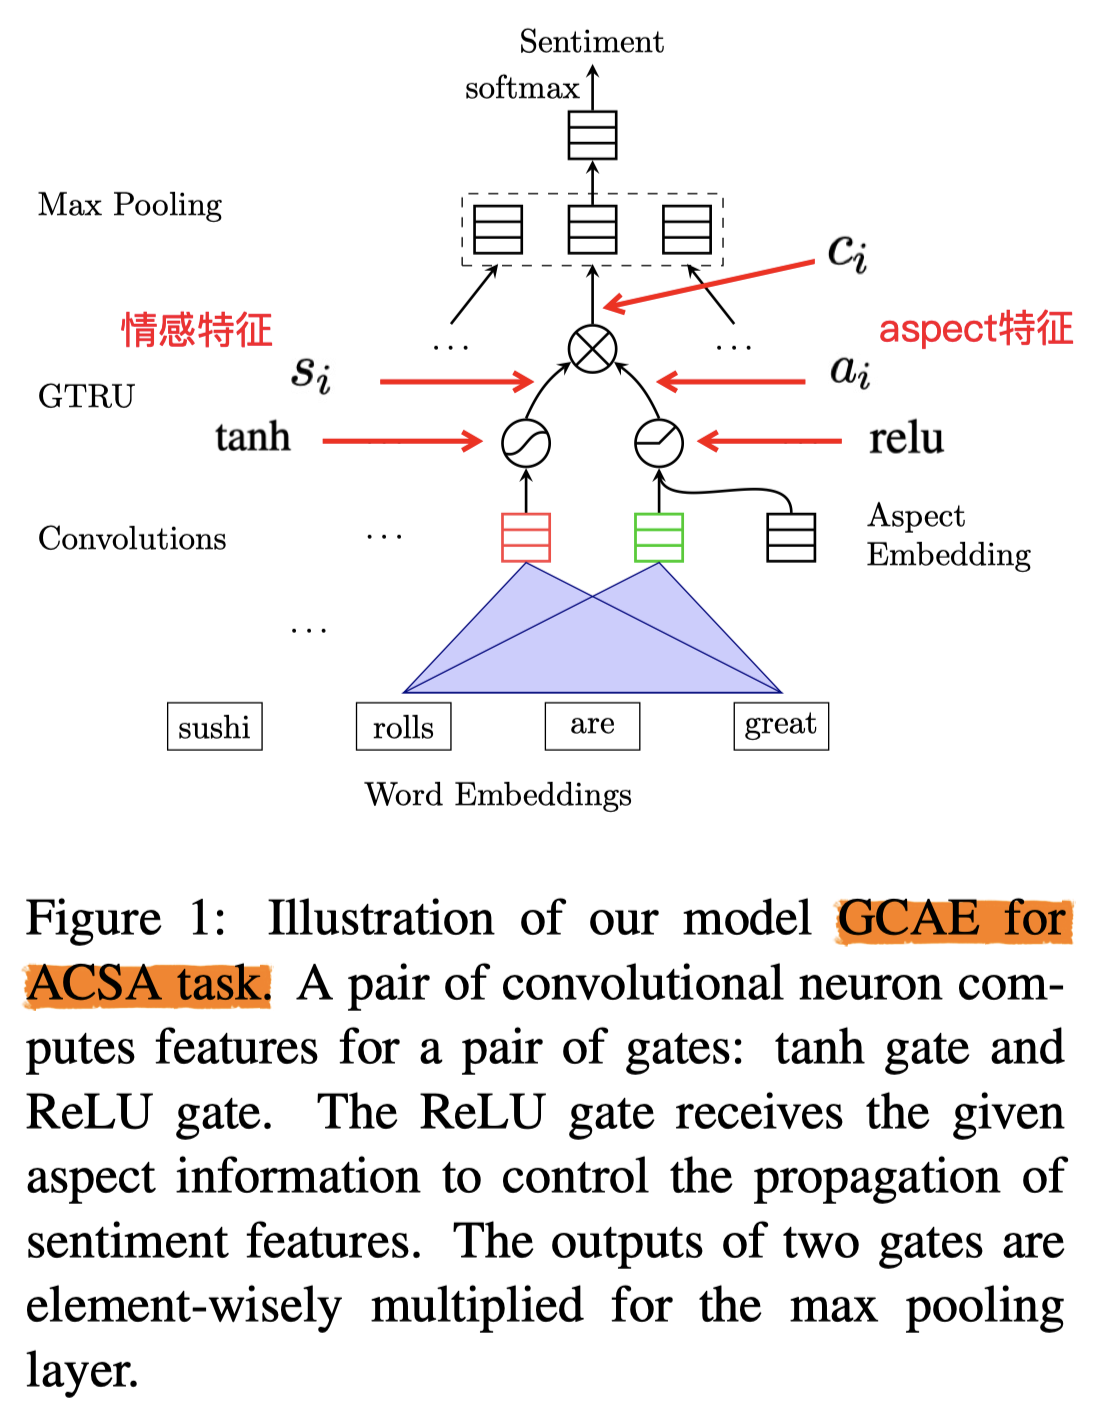 Sentiment
softmax
Max Pooling
c_i
情感特征
aspect特征
... ...
s_i
a_i
GTRU
tanh
relu
Convolutions
...
Aspect
Embedding
...
sushi rolls are great
Word Embeddings
Figure 1: Illustration of our model GCAE for
ACSA task. A pair of convolutional neuron com-
putes features for a pair of gates: tanh gate and
ReLU gate. The ReLU gate receives the given
aspect information to control the propagation of
sentiment features. The outputs of two gates are
element-wisely multiplied for the max pooling
layer.